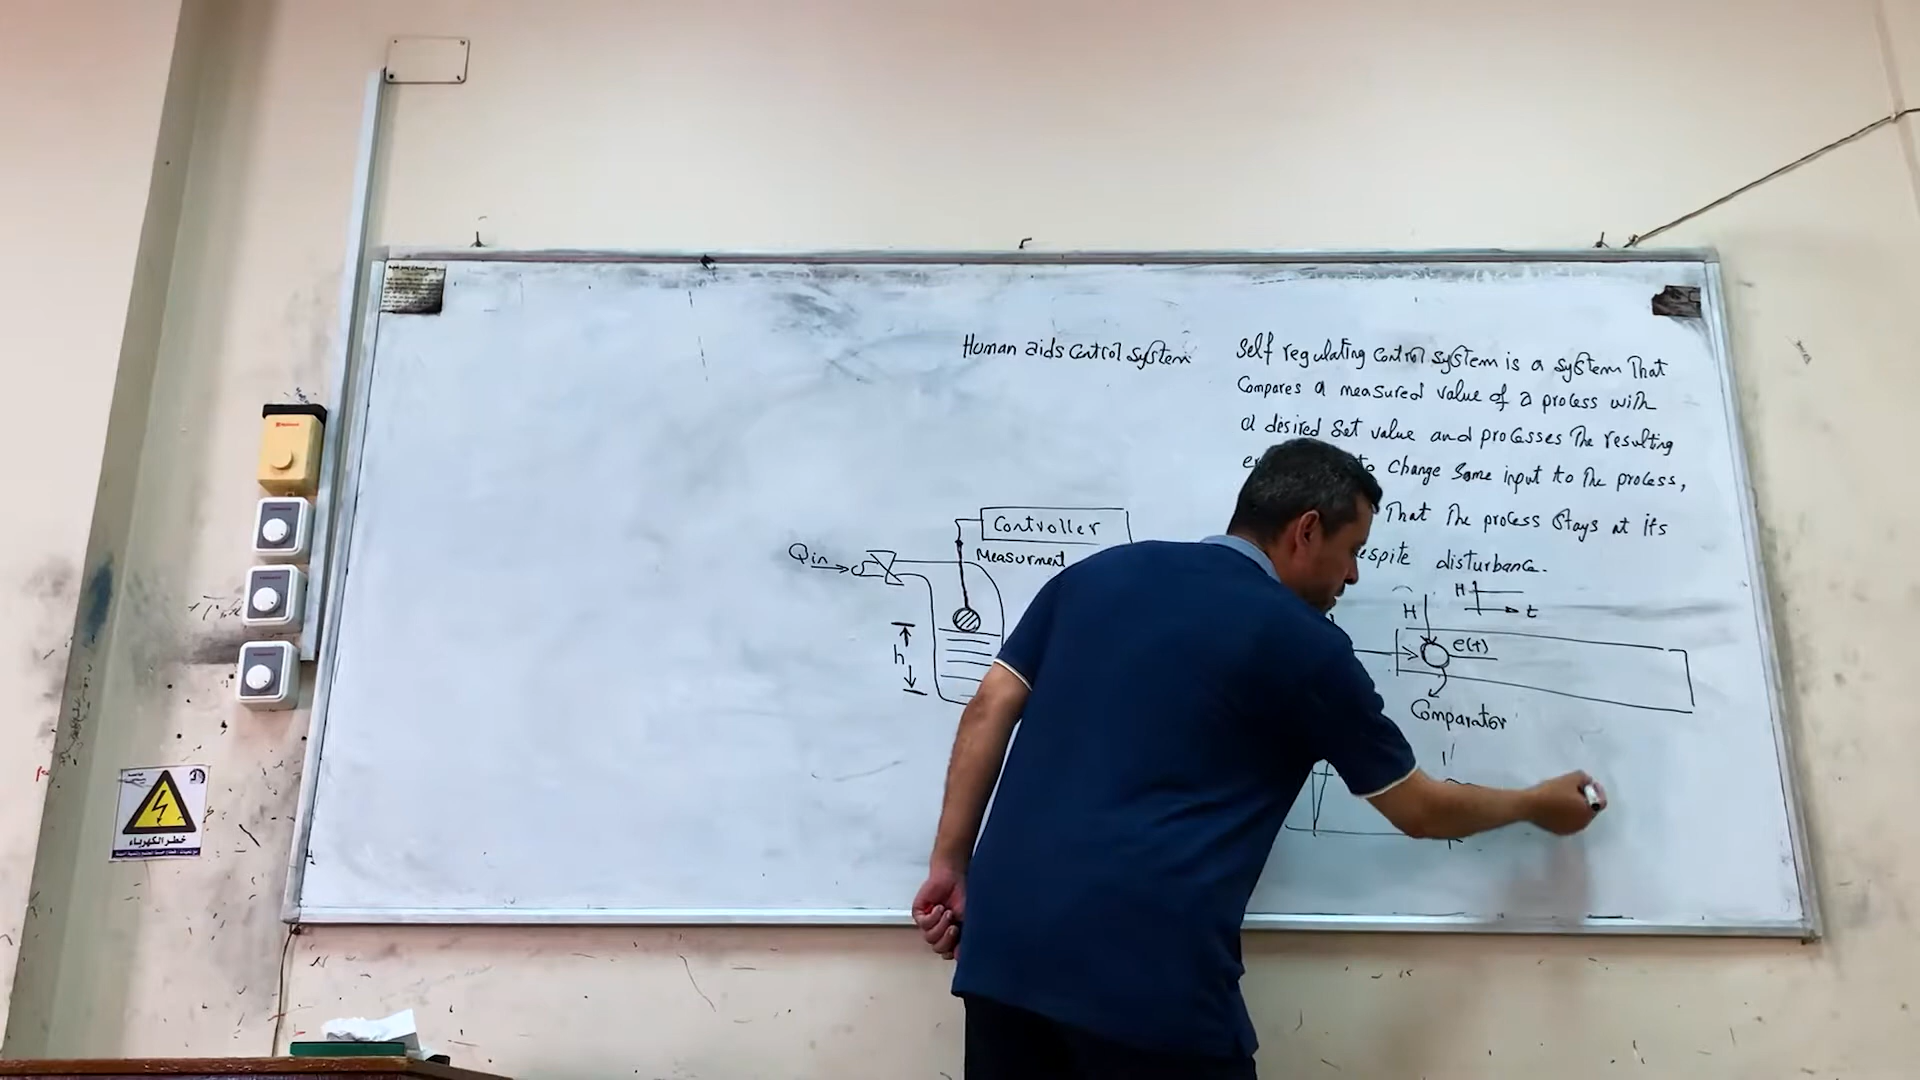 Human aids control system
Self regulating control system is a system That
Compares a measured value of a process with
a desired set value and processes The resulting
change some input to The process,
That The process stays at its
disturbance.
Controller
Measurment
Qin
h
H
H
t
e(t)
Comparator
خطر الكهرباء